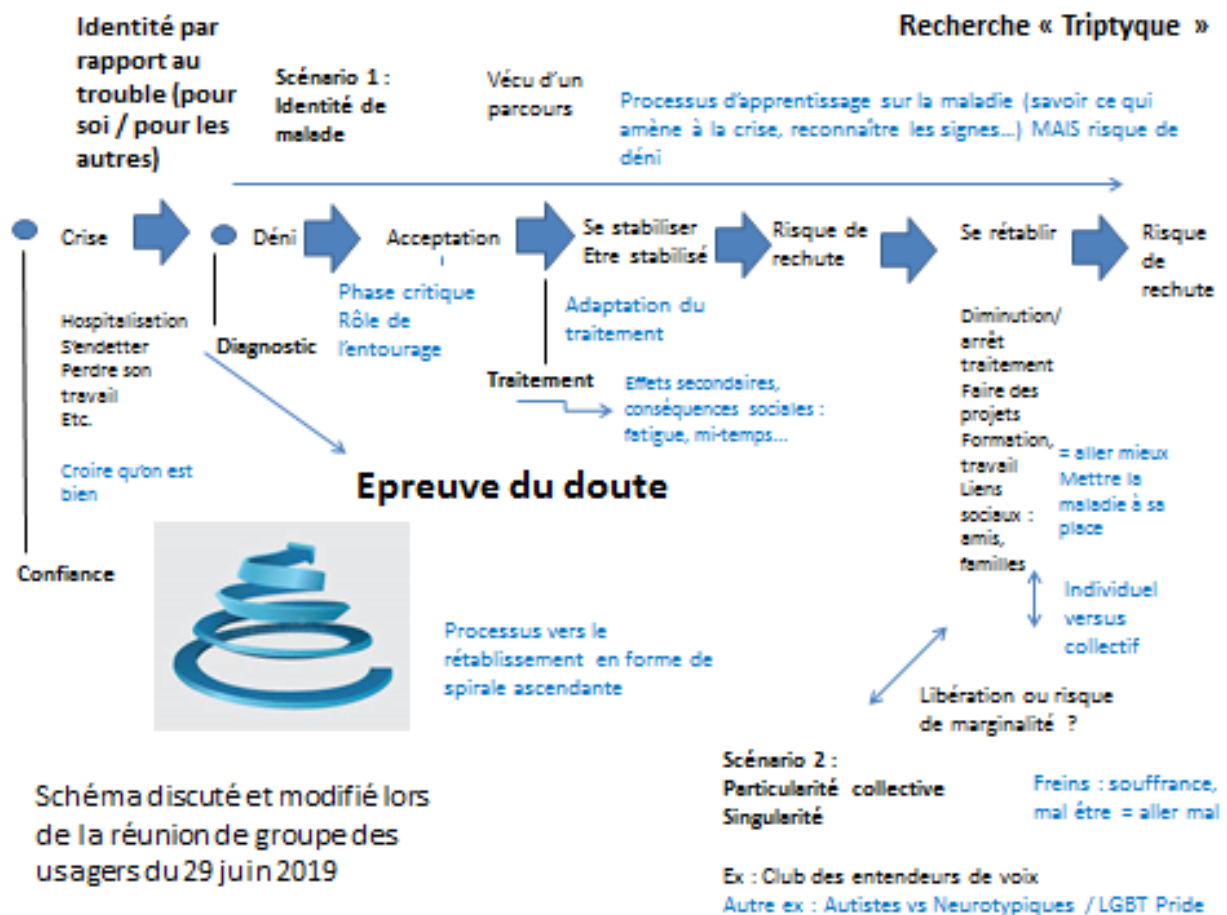 Identité par
rapport au
trouble (pour
soi / pour les
autres)
Recherche « Triptyque »
Scénario 1 :
Identité de
malade
Vécu d'un
parcours
Processus d'apprentissage sur la maladie (savoir ce qui
amène à la crise, reconnaître les signes...) MAIS risque de
déni
Crise
Déni
Acceptation
Se stabiliser
Etre stabilisé
Risque de
rechute
Se rétablir
Risque
de
rechute
Hospitalisation
S'endetter
Perdre son
travail
Etc.
Croire qu'on est
bien
Confiance
Diagnostic
Phase critique
Rôle de
l'entourage
Adaptation du
traitement
Traitement
Effets secondaires,
conséquences sociales :
fatigue, mi-temps...
Epreuve du doute
Diminution/
arrêt
traitement
Faire des
projets
Formation,
travail
Liens
sociaux :
amis,
familles
= aller mieux
Mettre la
maladie à sa
place
Individuel
versus
collectif
Processus vers le
rétablissement en forme de
spirale ascendante
Libération ou risque
de marginalité ?
Scénario 2 :
Particularité collective
Singularité
Freins : souffrance,
mal être = aller mal
Schéma discuté et modifié lors
de la réunion de groupe des
usagers du 29 juin 2019
Ex : Club des entendeurs de voix
Autre ex : Autistes vs Neurotypiques / LGBT Pride